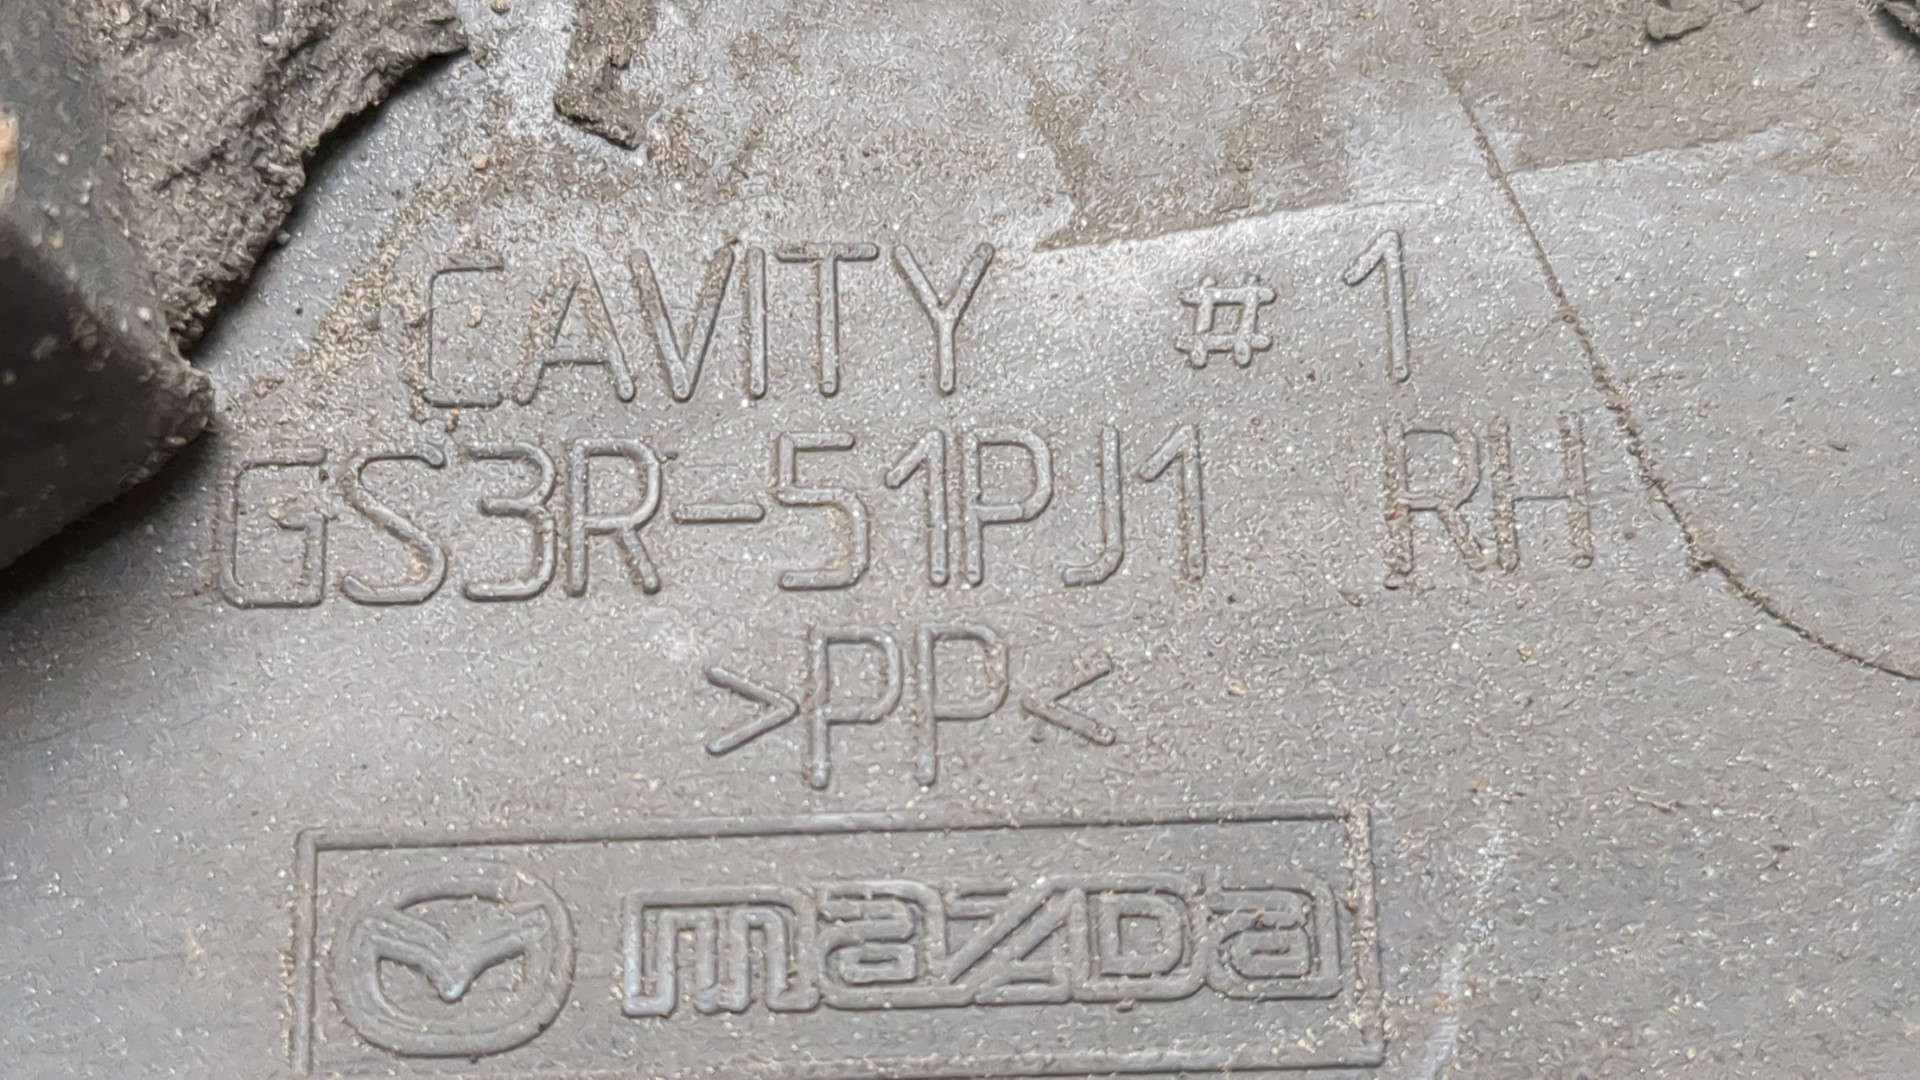 CAVITY # 1
GS3R-51PJ1 RH
>PP<
mazda